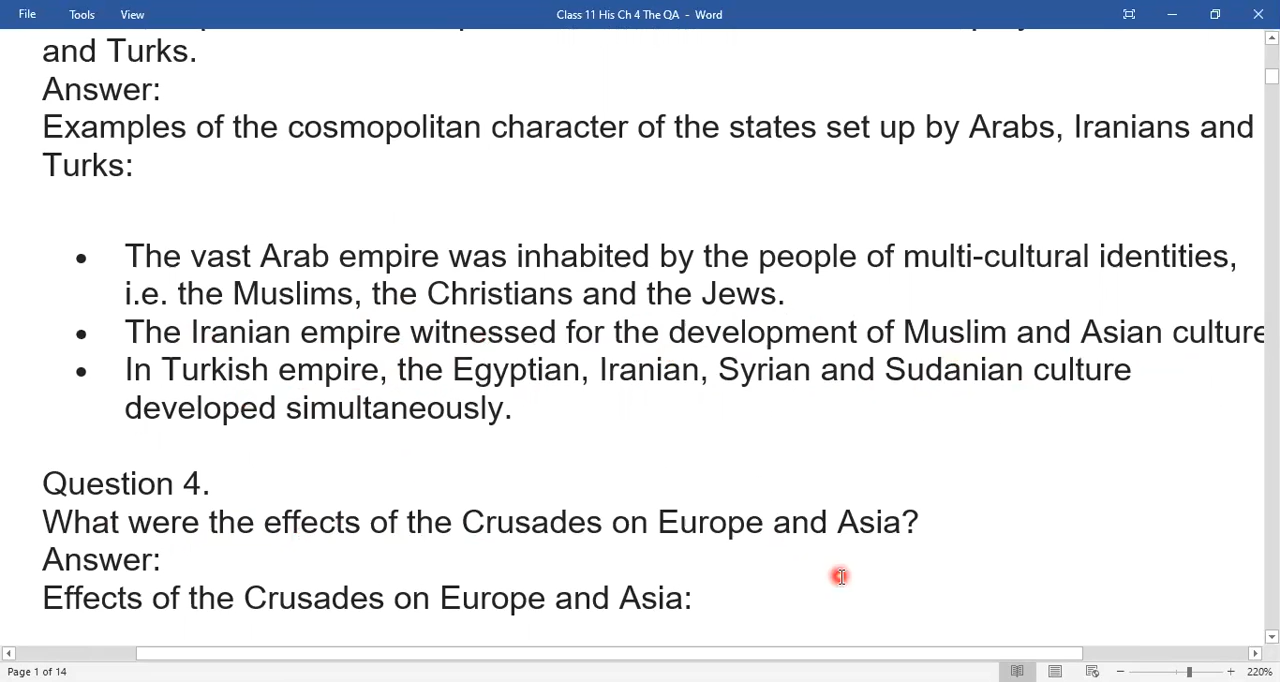 File Tools View Class 11 His Ch 4 The QA - Word
and Turks.
Answer:
Examples of the cosmopolitan character of the states set up by Arabs, Iranians and
Turks:
• The vast Arab empire was inhabited by the people of multi-cultural identities,
i.e. the Muslims, the Christians and the Jews.
• The Iranian empire witnessed for the development of Muslim and Asian culture
• In Turkish empire, the Egyptian, Iranian, Syrian and Sudanian culture
developed simultaneously.
Question 4.
What were the effects of the Crusades on Europe and Asia?
Answer:
Effects of the Crusades on Europe and Asia:
Page 1 of 14 220%